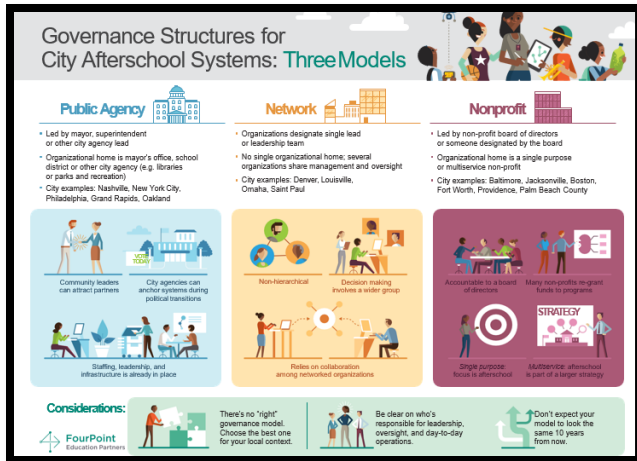 Governance Structures for
City Afterschool Systems: Three Models
Public Agency
Led by mayor, superintendent
or other city agency lead
Organizational home is mayor's office, school
district or other city agency (e.g. libraries
or parks and recreation)
City examples: Nashville, New York City,
Philadelphia, Grand Rapids, Oakland
VOTE
TODAY
Community leaders
can attract partners
City agencies can
anchor systems during
political transitions
Staffing, leadership, and
infrastructure is already in place
Network
Organizations designate single lead
or leadership team
No single organizational home; several
organizations share management and oversight
City examples: Denver, Louisville,
Omaha, Saint Paul
Non-hierarchical
Decision making
involves a wider group
Relies on collaboration
among networked organizations
Nonprofit
Led by non-profit board of directors
or someone designated by the board
Organizational home is a single purpose
or multiservice non-profit
City examples: Baltimore, Jacksonville, Boston,
Fort Worth, Providence, Palm Beach County
Accountable to a board
of directors
Many non-profits re-grant
funds to programs
STRATEGY
Single purpose:
focus is afterschool
Multiservice: afterschool
is part of a larger strategy
Considerations:
FourPoint
Education Partners
There's no "right"
governance model.
Choose the best one
for your local context.
Be clear on who's
responsible for leadership,
oversight, and day-to-day
operations.
Don't expect your
model to look the
same 10 years
from now.